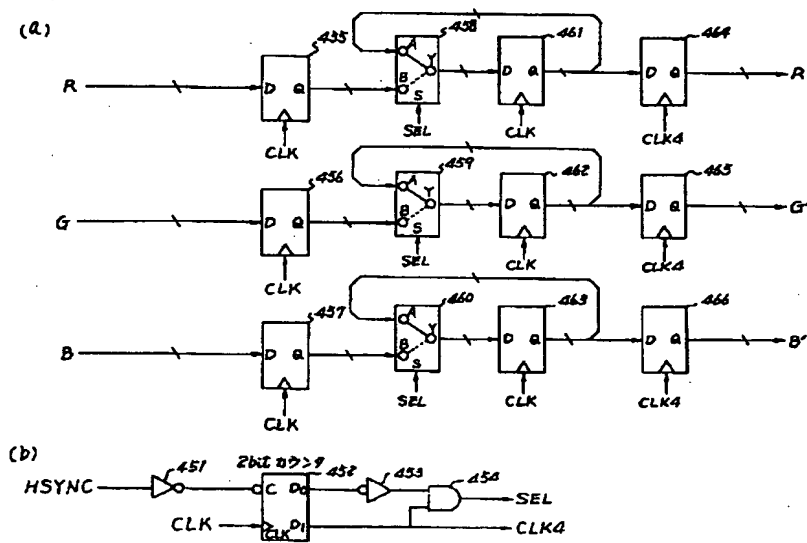 (a)
455 458 461 464
R D Q A B Y S D Q D Q R
CLK SEL CLK CLK4
456 459 462 465
G D Q A B Y S D Q D Q G'
CLK SEL CLK CLK4
457 460 463 466
B D Q A B Y S D Q D Q B'
CLK SEL CLK CLK4
(b)
451 2bit カウンタ 452 453 454
HSYNC C D0 SEL
CLK CLK D1 CLK4